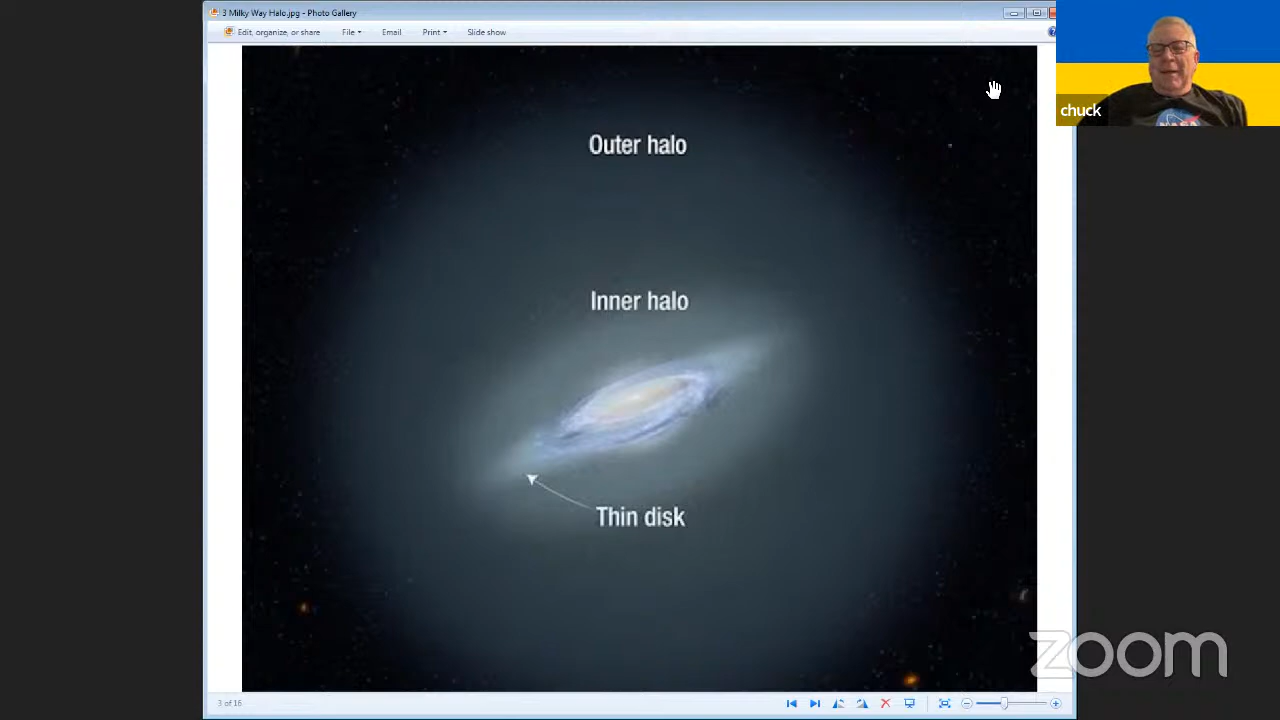 3 Milky Way Halo.jpg - Photo Gallery
Edit, organize, or share File Email Print Slide show
chuck
NASA
Outer halo
Inner halo
Thin disk
zoom
3 of 16